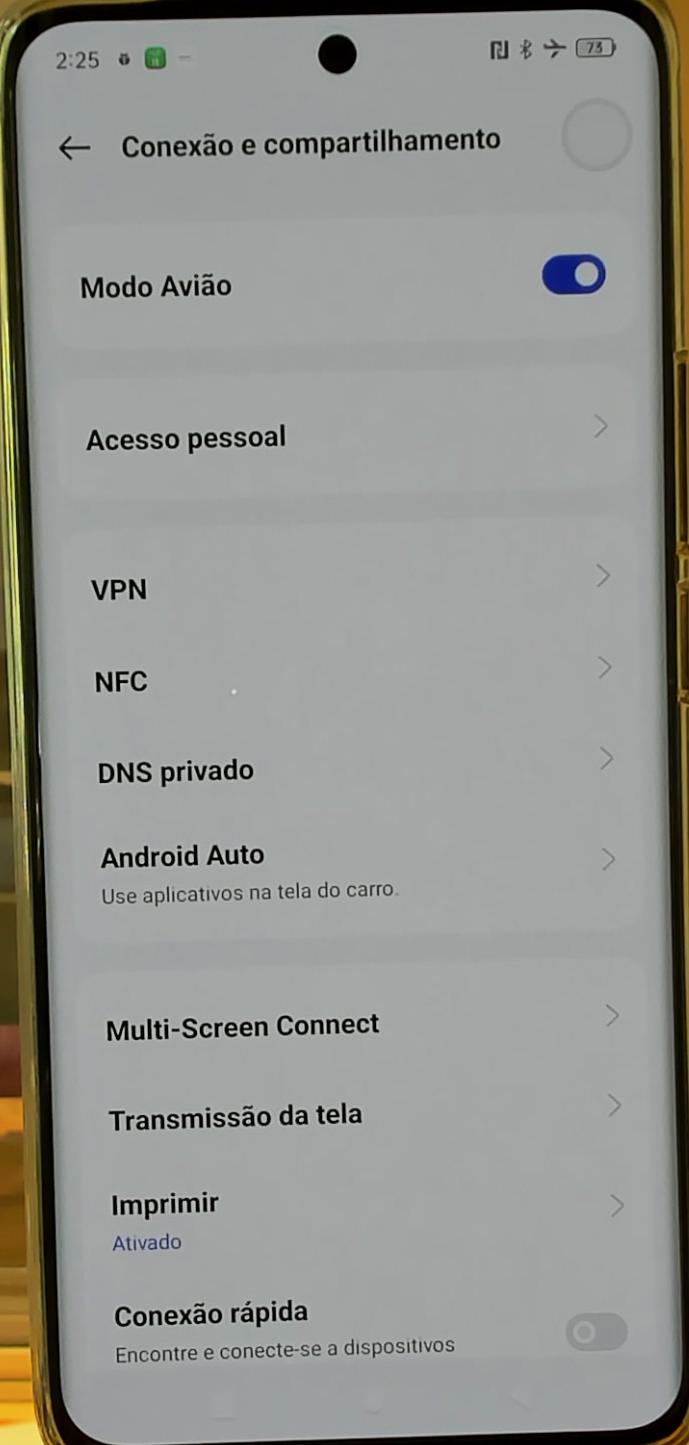 2:25
73
Conexão e compartilhamento
Modo Avião
Acesso pessoal
VPN
NFC
DNS privado
Android Auto
Use aplicativos na tela do carro.
Multi-Screen Connect
Transmissão da tela
Imprimir
Ativado
Conexão rápida
Encontre e conecte-se a dispositivos